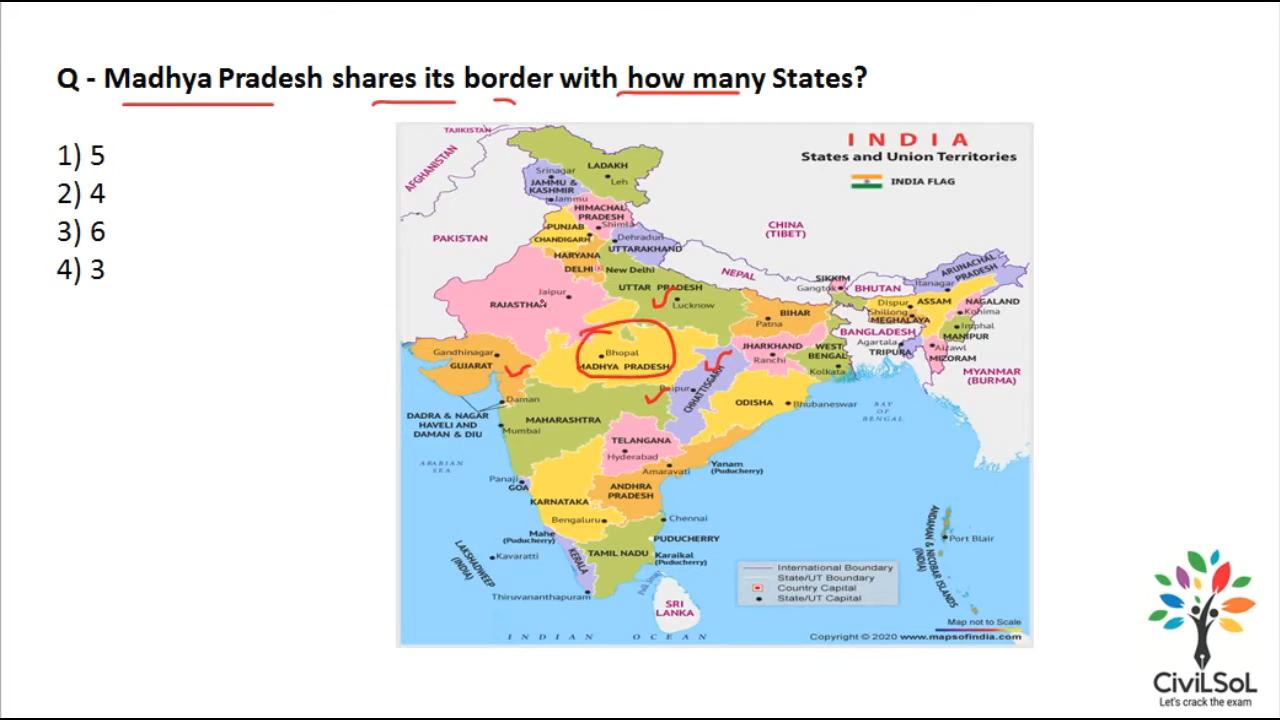 Q - Madhya Pradesh shares its border with how many States?
1) 5
2) 4
3) 6
4) 3
INDIA
States and Union Territories
INDIA FLAG
TAJIKISTAN
AFGHANISTAN
LADAKH
Leh
Srinagar
JAMMU &
KASHMIR
Jammu
HIMACHAL
PRADESH
Shimla
PUNJAB
CHANDIGARH
Dehradun
UTTARAKHAND
HARYANA
DELHI
New Delhi
PAKISTAN
CHINA
(TIBET)
NEPAL
SIKKIM
Gangtok
BHUTAN
ARUNACHAL
PRADESH
Itanagar
UTTAR PRADESH
Lucknow
Jaipur
RAJASTHAN
BIHAR
Patna
Dispur
ASSAM
NAGALAND
Kohima
Shillong
MEGHALAYA
Imphal
MANIPUR
BANGLADESH
Agartala
TRIPURA
Aizawl
MIZORAM
MYANMAR
(BURMA)
Gandhinagar
GUJARAT
Bhopal
MADHYA PRADESH
JHARKHAND
Ranchi
WEST
BENGAL
Kolkata
Raipur
CHHATTISGARH
ODISHA
Bhubaneswar
BAY
OF
BENGAL
Daman
DADRA & NAGAR
HAVELI AND
DAMAN & DIU
MAHARASHTRA
Mumbai
TELANGANA
Hyderabad
ARABIAN
SEA
Amaravati
Yanam
(Puducherry)
Panaji
GOA
ANDHRA
PRADESH
KARNATAKA
Bengaluru
Chennai
Mahe
(Puducherry)
PUDUCHERRY
TAMIL NADU
Karaikal
(Puducherry)
KERALA
LAKSHADWEEP
(INDIA)
Kavaratti
Thiruvananthapuram
SRI
LANKA
ANDAMAN & NICOBAR ISLANDS
(INDIA)
Port Blair
International Boundary
State/UT Boundary
Country Capital
State/UT Capital
Map not to Scale
INDIAN OCEAN
Copyright © 2020 www.mapsofindia.com
CiviLSoL
Let's crack the exam